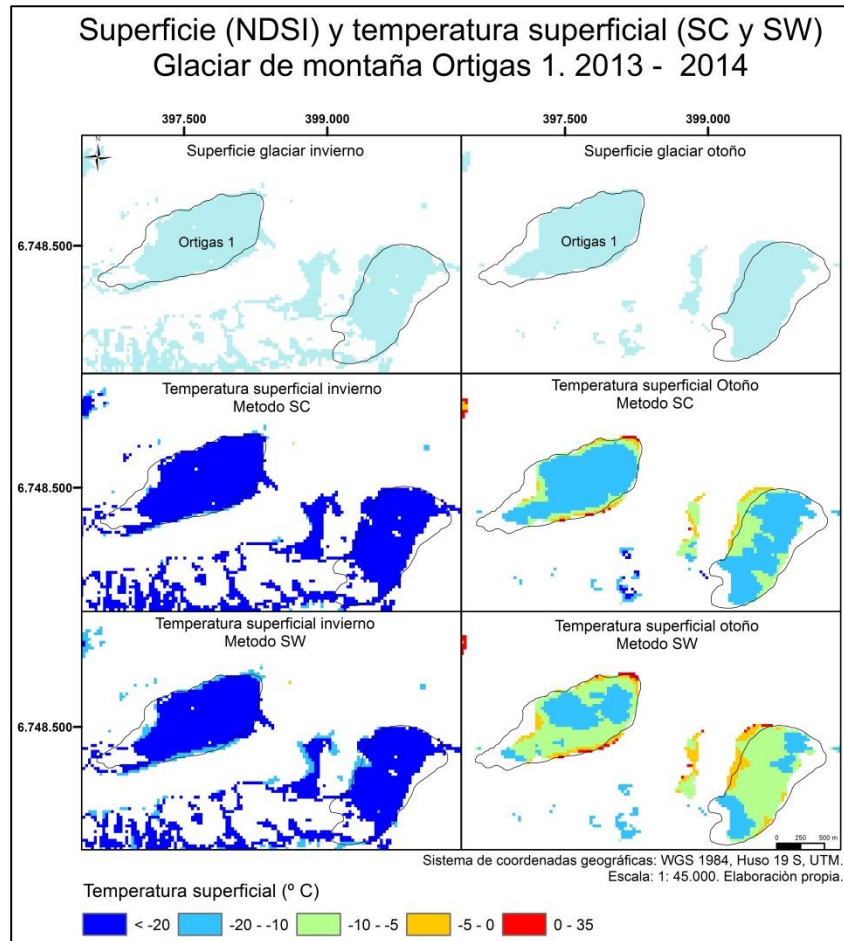 Superficie (NDSI) y temperatura superficial (SC y SW)
Glaciar de montaña Ortigas 1. 2013 - 2014
397.500
399.000
397.500
399.000
N
Superficie glaciar invierno
Superficie glaciar otoño
Ortigas 1
Ortigas 1
6.748.500
Temperatura superficial invierno
Metodo SC
Temperatura superficial Otoño
Metodo SC
6.748.500
Temperatura superficial invierno
Metodo SW
Temperatura superficial otoño
Metodo SW
6.748.500
0 250 500 m
Sistema de coordenadas geográficas: WGS 1984, Huso 19 S, UTM.
Escala: 1: 45.000. Elaboraciòn propia.
Temperatura superficial (º C)
< -20
-20 - -10
-10 - -5
-5 - 0
0 - 35